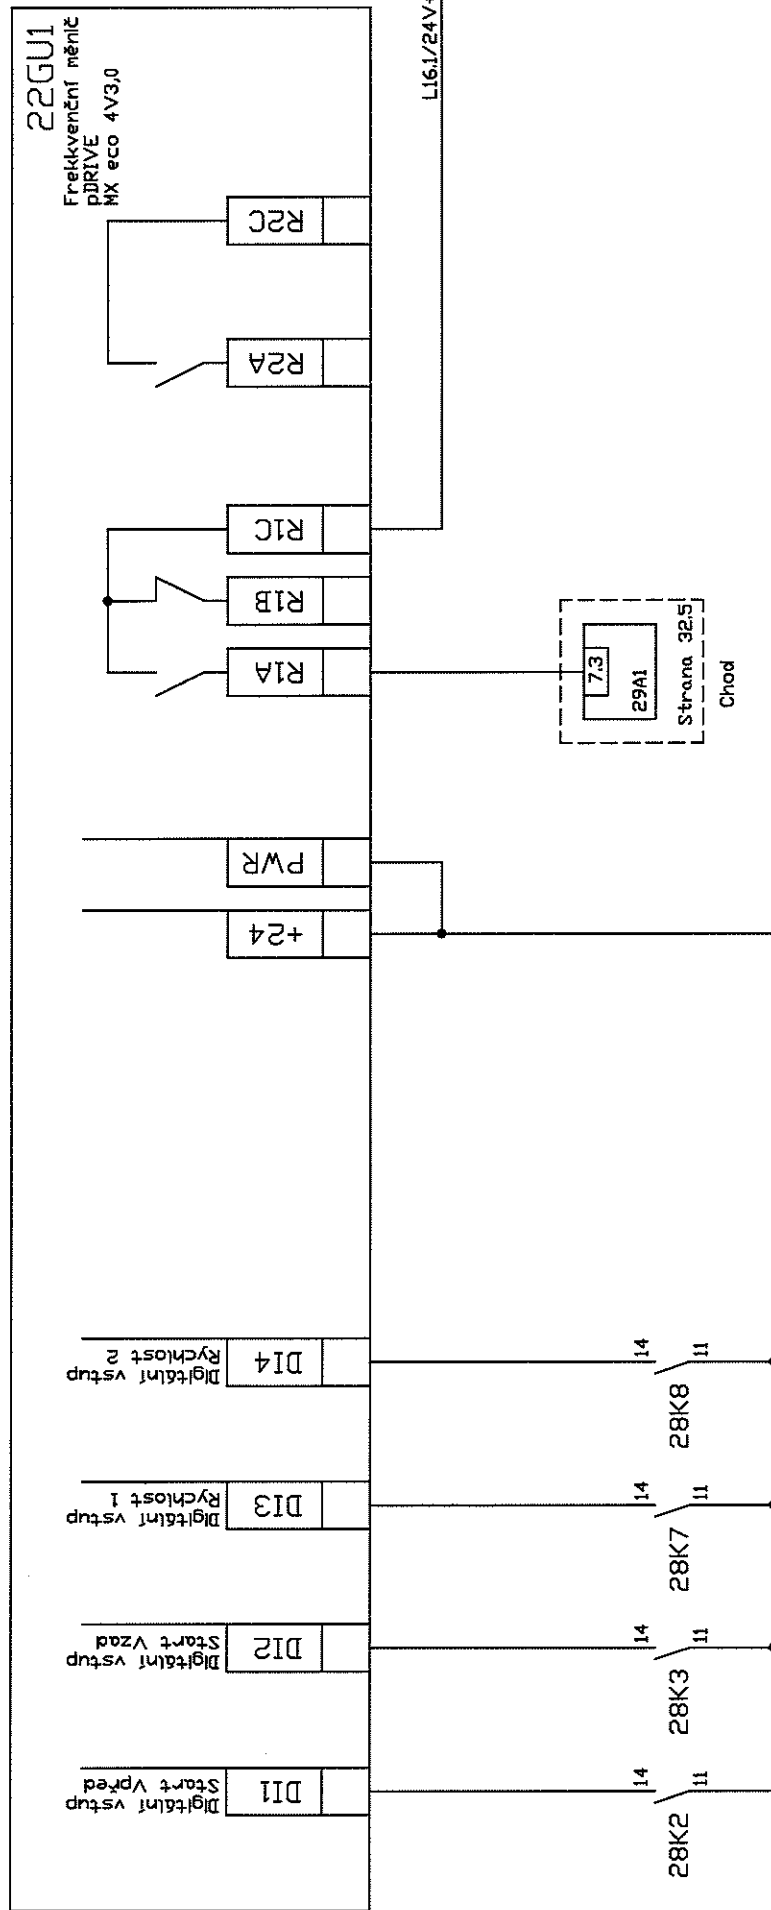 22GU1
Frekkvenční měnič
pDRIVE
MX eco 4V3,0
L16.1/24V+
R2C
R2A
R1C
R1B
R1A
7.3
29A1
Strana 32.5
Chod
PWR
+24
Digitální vstup
Rychlost 2
DI4
14
11
28K8
Digitální vstup
Rychlost 1
DI3
14
11
28K7
Digitální vstup
Start Vzad
DI2
14
11
28K3
Digitální vstup
Start Vpřed
DI1
14
11
28K2